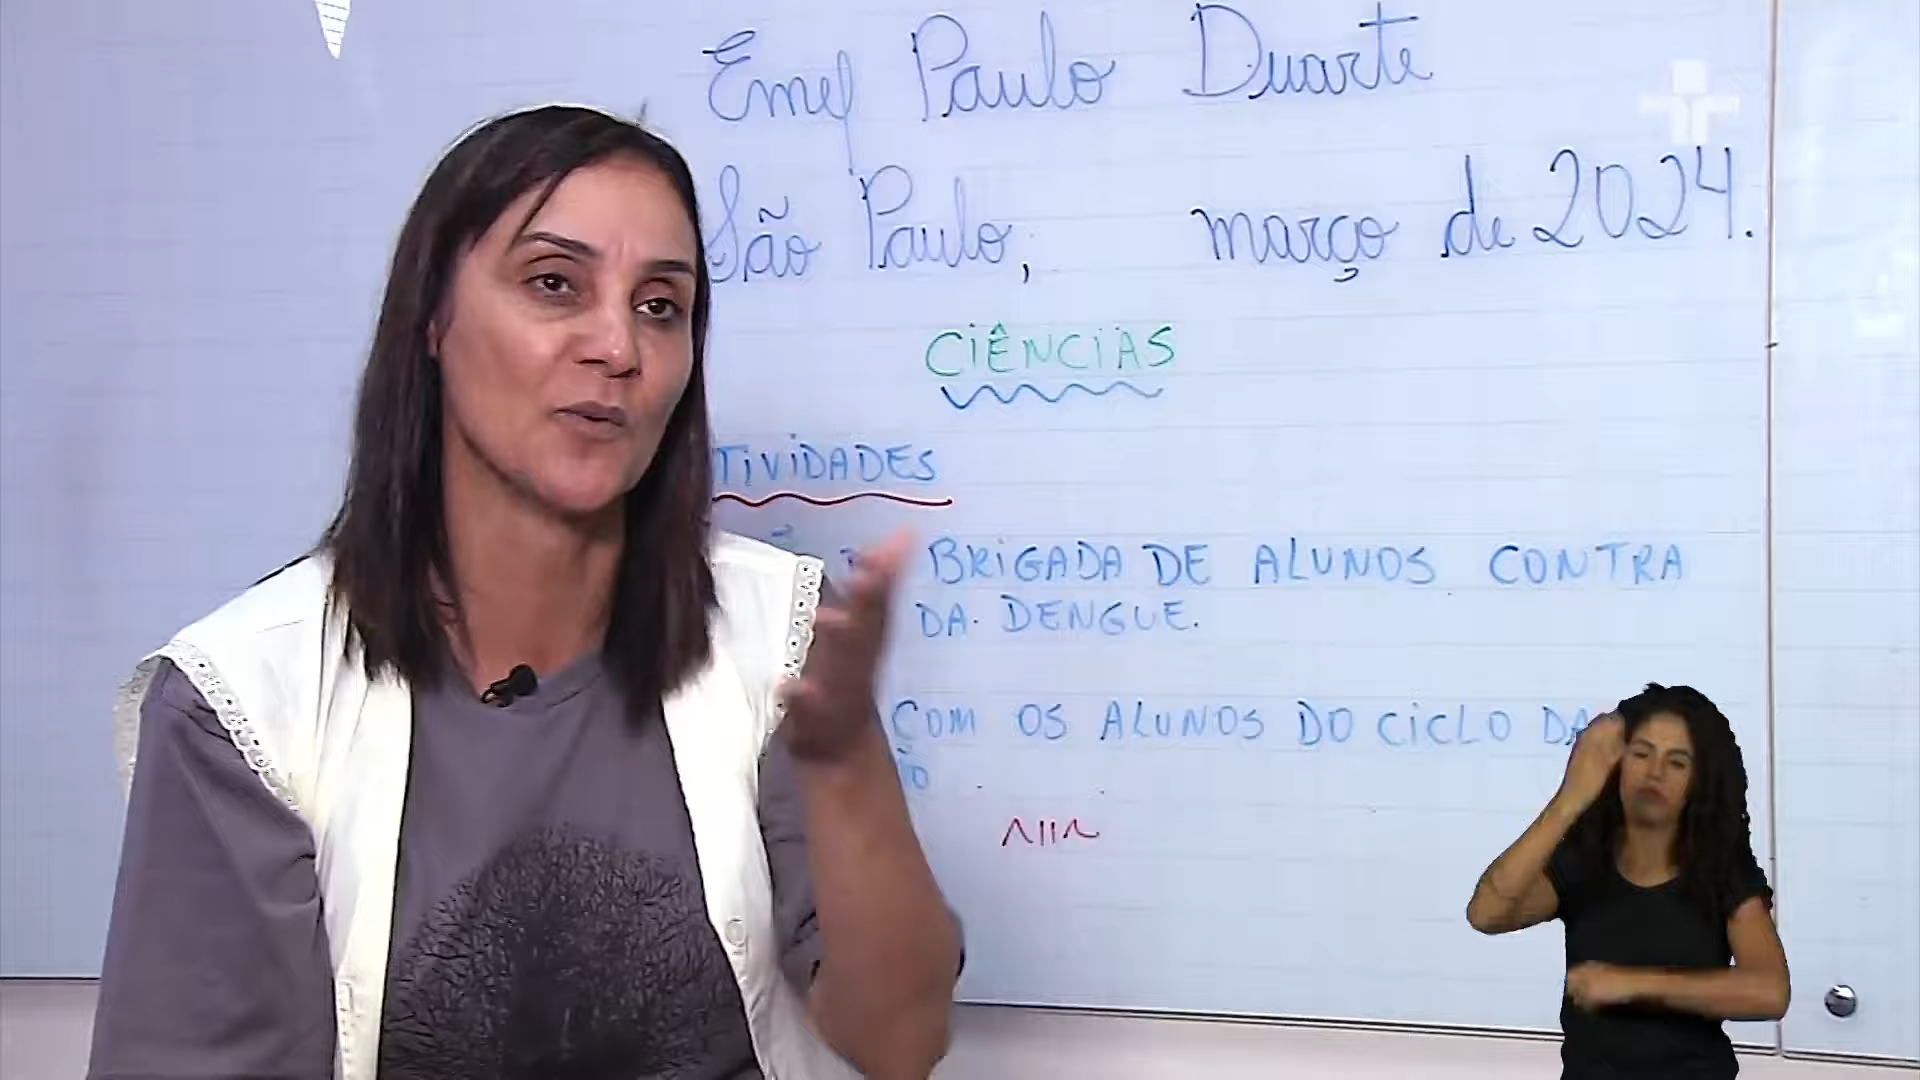 Emef Paulo Duarte
São Paulo, março de 2024.
CIÊNCIAS
TIVIDADES
BRIGADA DE ALUNOS CONTRA
DA DENGUE.
COM OS ALUNOS DO CICLO DA